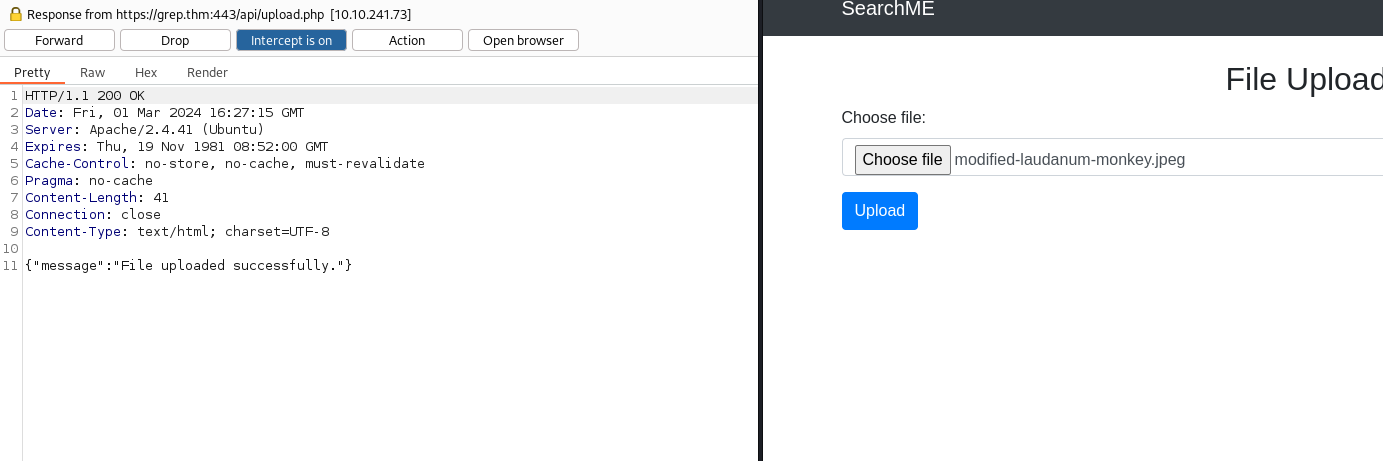 Response from https://grep.thm:443/api/upload.php [10.10.241.73]
Forward Drop Intercept is on Action Open browser
Pretty Raw Hex Render
1 HTTP/1.1 200 OK
2 Date: Fri, 01 Mar 2024 16:27:15 GMT
3 Server: Apache/2.4.41 (Ubuntu)
4 Expires: Thu, 19 Nov 1981 08:52:00 GMT
5 Cache-Control: no-store, no-cache, must-revalidate
6 Pragma: no-cache
7 Content-Length: 41
8 Connection: close
9 Content-Type: text/html; charset=UTF-8
10
11 {"message":"File uploaded successfully."}
SearchME
File Upload
Choose file:
Choose file modified-laudanum-monkey.jpeg
Upload